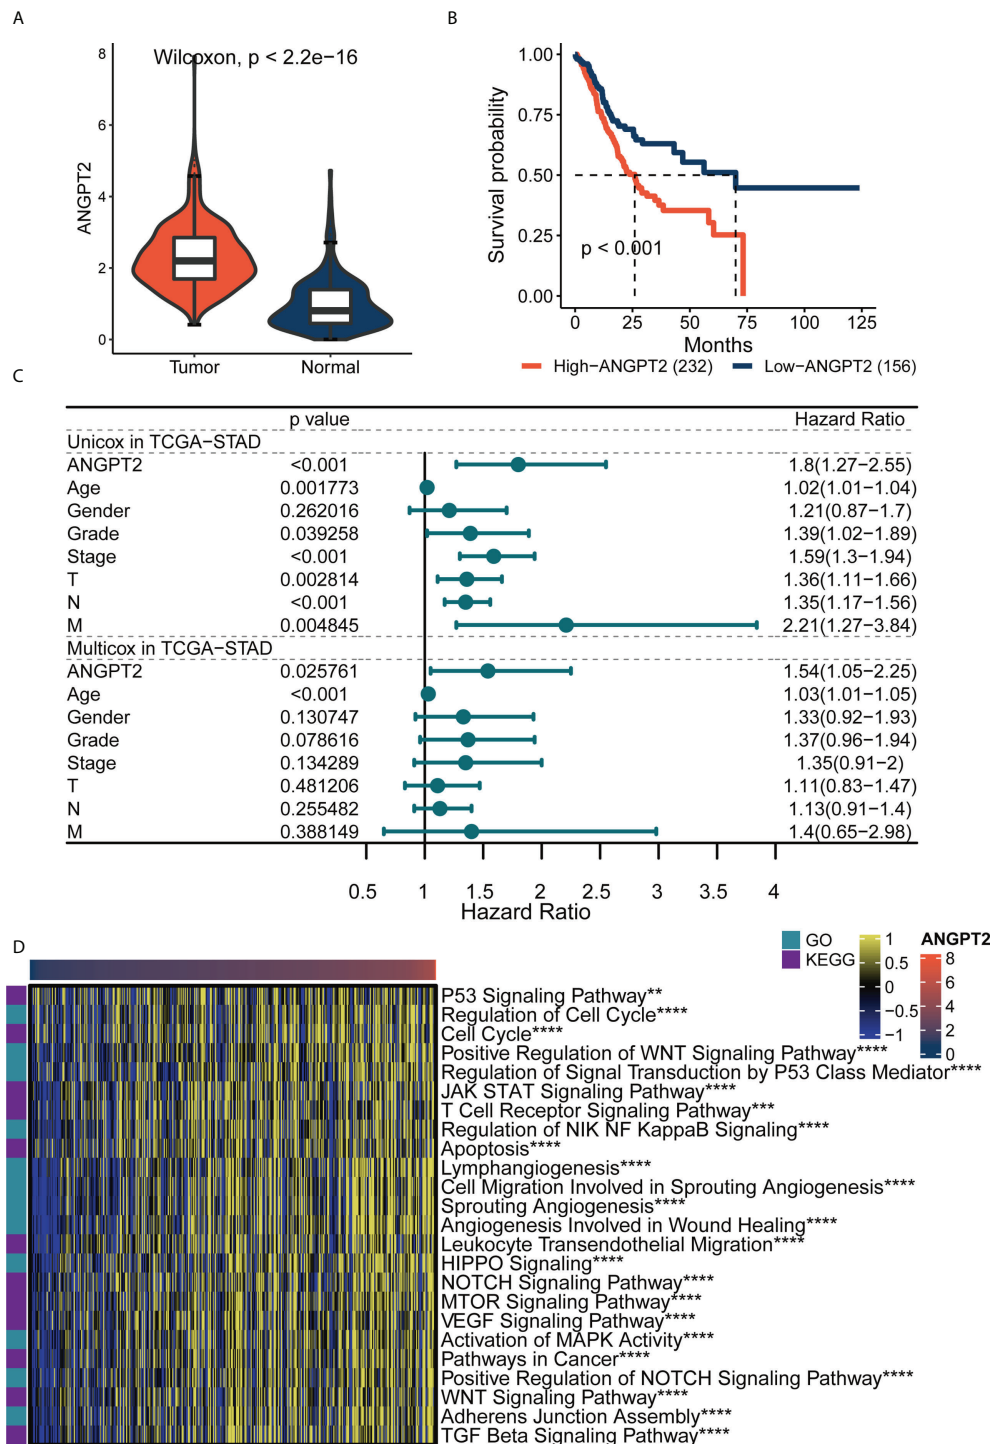 A
Wilcoxon, p < 2.2e−16
ANGPT2
8
6
4
2
0
Tumor Normal
B
Survival probability
1.00
0.75
0.50
0.25
0.00
p < 0.001
0 25 50 75 100 125
Months
High−ANGPT2 (232) Low−ANGPT2 (156)
C
p value Hazard Ratio
Unicox in TCGA−STAD
ANGPT2 <0.001 1.8(1.27−2.55)
Age 0.001773 1.02(1.01−1.04)
Gender 0.262016 1.21(0.87−1.7)
Grade 0.039258 1.39(1.02−1.89)
Stage <0.001 1.59(1.3−1.94)
T 0.002814 1.36(1.11−1.66)
N <0.001 1.35(1.17−1.56)
M 0.004845 2.21(1.27−3.84)
Multicox in TCGA−STAD
ANGPT2 0.025761 1.54(1.05−2.25)
Age <0.001 1.03(1.01−1.05)
Gender 0.130747 1.33(0.92−1.93)
Grade 0.078616 1.37(0.96−1.94)
Stage 0.134289 1.35(0.91−2)
T 0.481206 1.11(0.83−1.47)
N 0.255482 1.13(0.91−1.4)
M 0.388149 1.4(0.65−2.98)
0.5 1 1.5 2 2.5 3 3.5 4
Hazard Ratio
D
GO
KEGG
1
0.5
0
−0.5
−1
ANGPT2
8
6
4
2
0
P53 Signaling Pathway**
Regulation of Cell Cycle****
Cell Cycle****
Positive Regulation of WNT Signaling Pathway****
Regulation of Signal Transduction by P53 Class Mediator****
JAK STAT Signaling Pathway****
T Cell Receptor Signaling Pathway***
Regulation of NIK NF KappaB Signaling****
Apoptosis****
Lymphangiogenesis****
Cell Migration Involved in Sprouting Angiogenesis****
Sprouting Angiogenesis****
Angiogenesis Involved in Wound Healing****
Leukocyte Transendothelial Migration****
HIPPO Signaling****
NOTCH Signaling Pathway****
MTOR Signaling Pathway****
VEGF Signaling Pathway****
Activation of MAPK Activity****
Pathways in Cancer****
Positive Regulation of NOTCH Signaling Pathway****
WNT Signaling Pathway****
Adherens Junction Assembly****
TGF Beta Signaling Pathway****